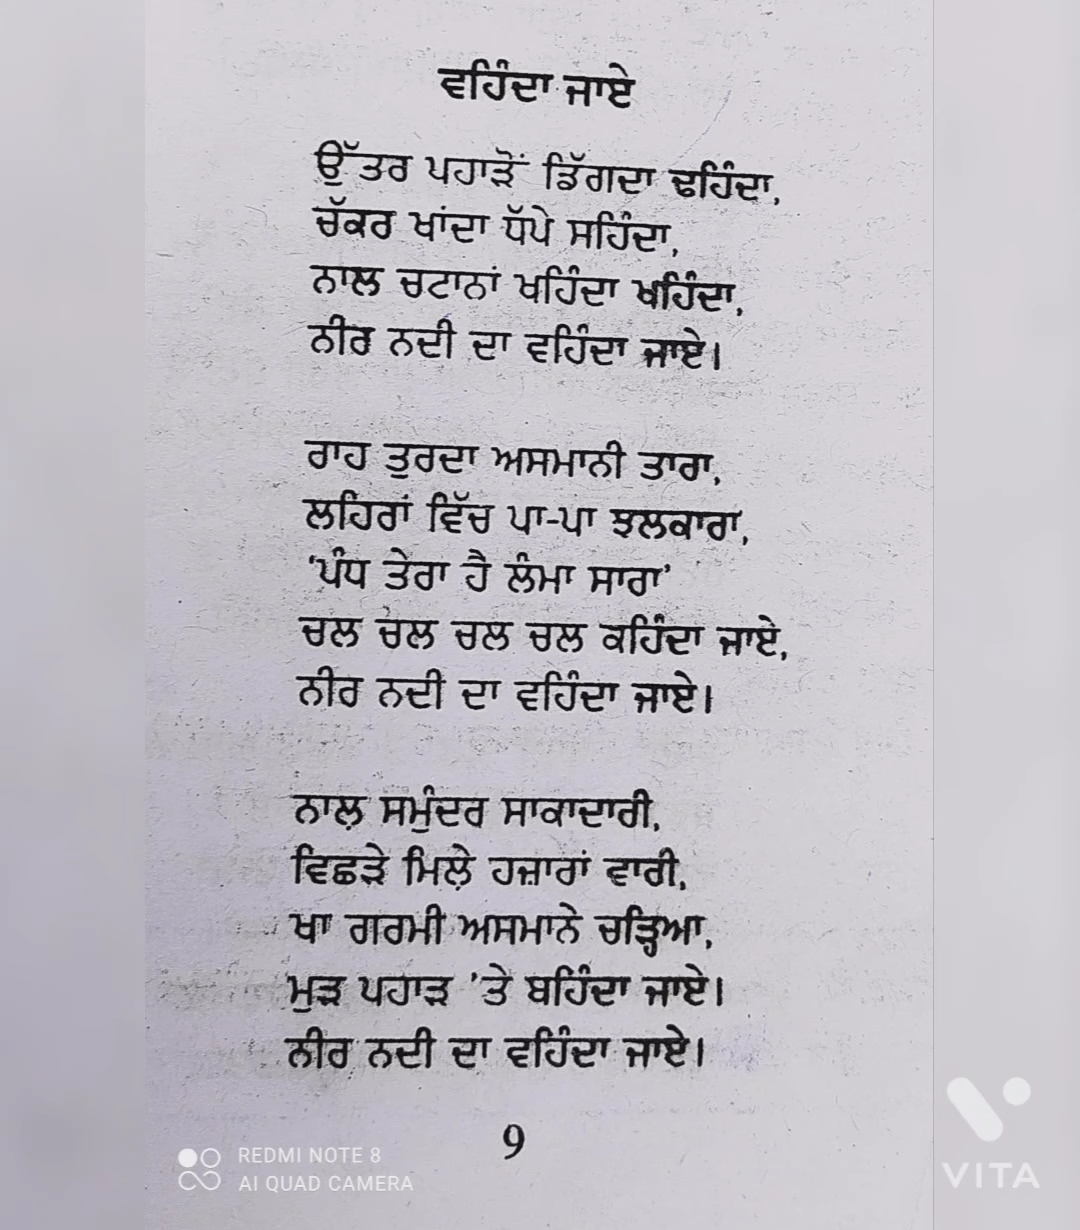 ਵਹਿੰਦਾ ਜਾਏ
ਉੱਤਰ ਪਹਾੜੋਂ ਡਿੱਗਦਾ ਢਹਿੰਦਾ,
ਚੱਕਰ ਖਾਂਦਾ ਧੱਪੇ ਸਹਿੰਦਾ,
ਨਾਲ ਚਟਾਨਾਂ ਖਹਿੰਦਾ ਖਹਿੰਦਾ,
ਨੀਰ ਨਦੀ ਦਾ ਵਹਿੰਦਾ ਜਾਏ।
ਰਾਹ ਤੁਰਦਾ ਅਸਮਾਨੀ ਤਾਰਾ,
ਲਹਿਰਾਂ ਵਿੱਚ ਪਾ-ਪਾ ਝਲਕਾਰਾ,
'ਪੰਧ ਤੇਰਾ ਹੈ ਲੰਮਾ ਸਾਰਾ'
ਚਲ ਚਲ ਚਲ ਚਲ ਕਹਿੰਦਾ ਜਾਏ,
ਨੀਰ ਨਦੀ ਦਾ ਵਹਿੰਦਾ ਜਾਏ।
ਨਾਲ਼ ਸਮੁੰਦਰ ਸਾਕਾਦਾਰੀ,
ਵਿਛੜੇ ਮਿਲ਼ੇ ਹਜ਼ਾਰਾਂ ਵਾਰੀ,
ਖਾ ਗਰਮੀ ਅਸਮਾਨੇ ਚੜ੍ਹਿਆ,
ਮੁੜ ਪਹਾੜ 'ਤੇ ਬਹਿੰਦਾ ਜਾਏ।
ਨੀਰ ਨਦੀ ਦਾ ਵਹਿੰਦਾ ਜਾਏ।
9
REDMI NOTE 8
AI QUAD CAMERA
VITA